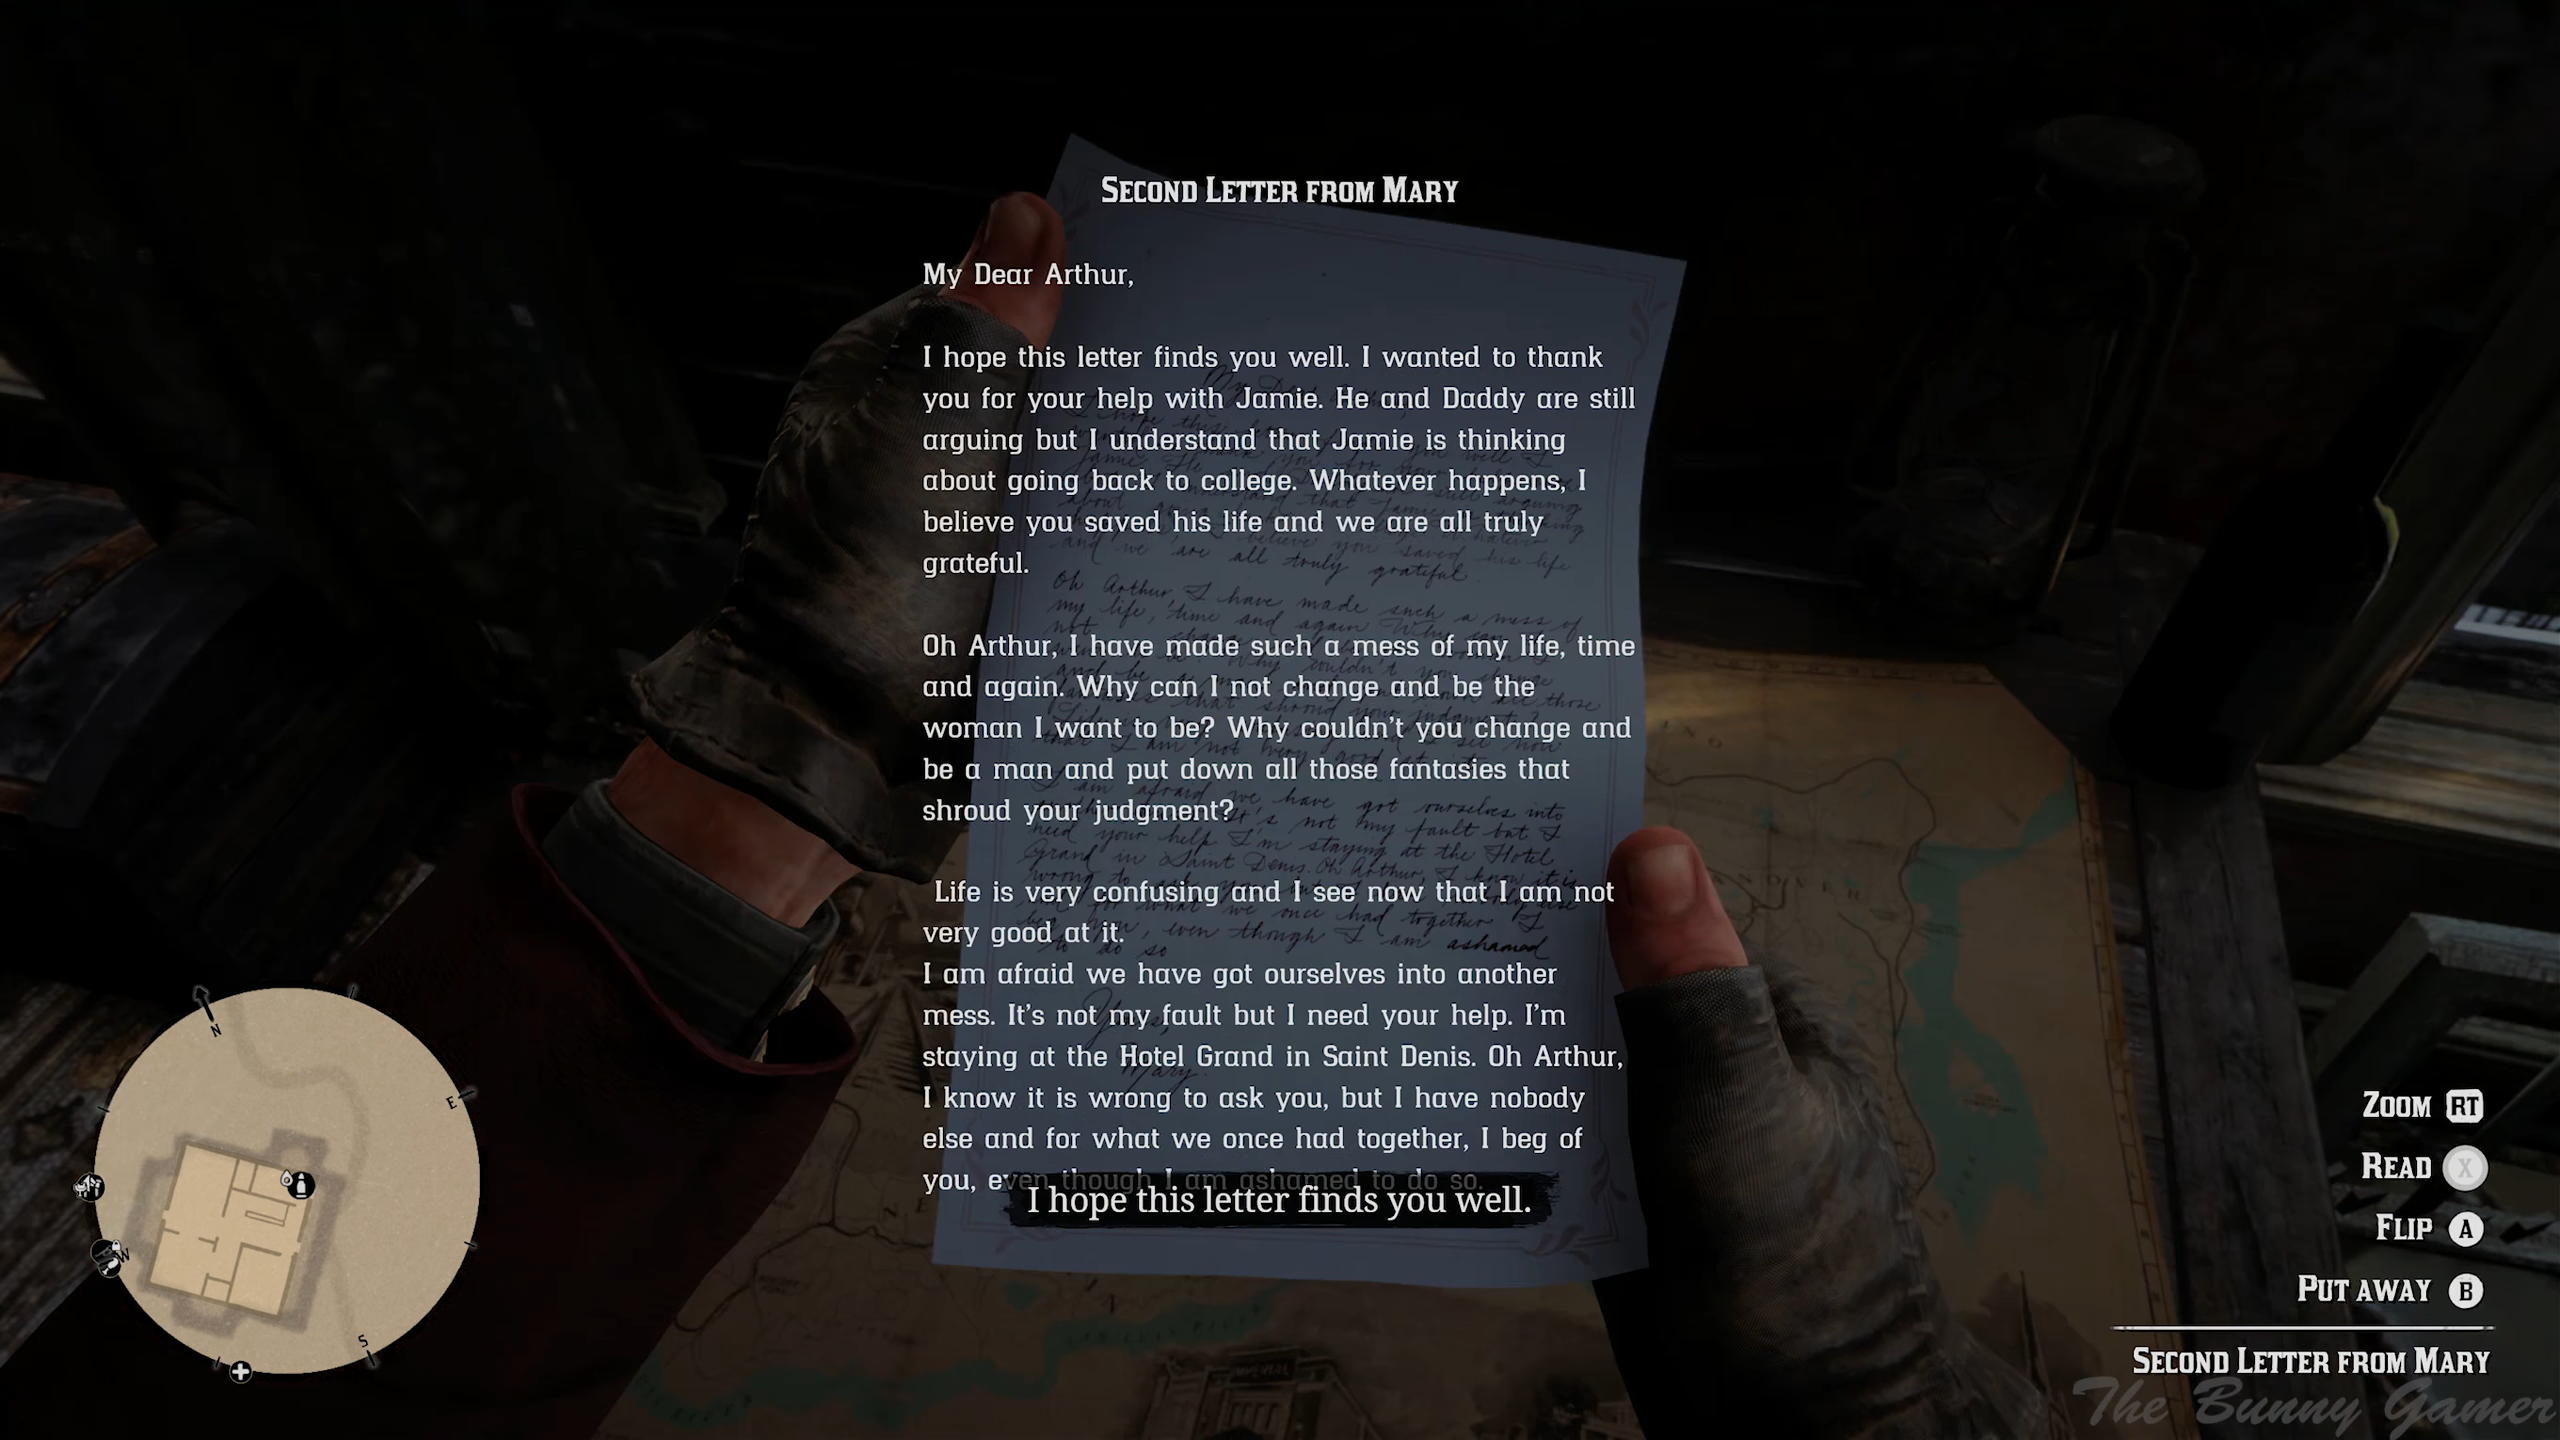 Second Letter from Mary
My Dear Arthur,
I hope this letter finds you well. I wanted to thank
you for your help with Jamie. He and Daddy are still
arguing but I understand that Jamie is thinking
about going back to college. Whatever happens, I
believe you saved his life and we are all truly
grateful.
Oh Arthur, I have made such a mess of my life, time
and again. Why can I not change and be the
woman I want to be? Why couldn't you change and
be a man and put down all those fantasies that
shroud your judgment?
Life is very confusing and I see now that I am not
very good at it.
I am afraid we have got ourselves into another
mess. It's not my fault but I need your help. I'm
staying at the Hotel Grand in Saint Denis. Oh Arthur,
I know it is wrong to ask you, but I have nobody
else and for what we once had together, I beg of
you, even though I am ashamed to do so.
I hope this letter finds you well.
N
E
S
W
Zoom RT
Read X
Flip A
Put away B
Second Letter from Mary
The Bunny Gamer